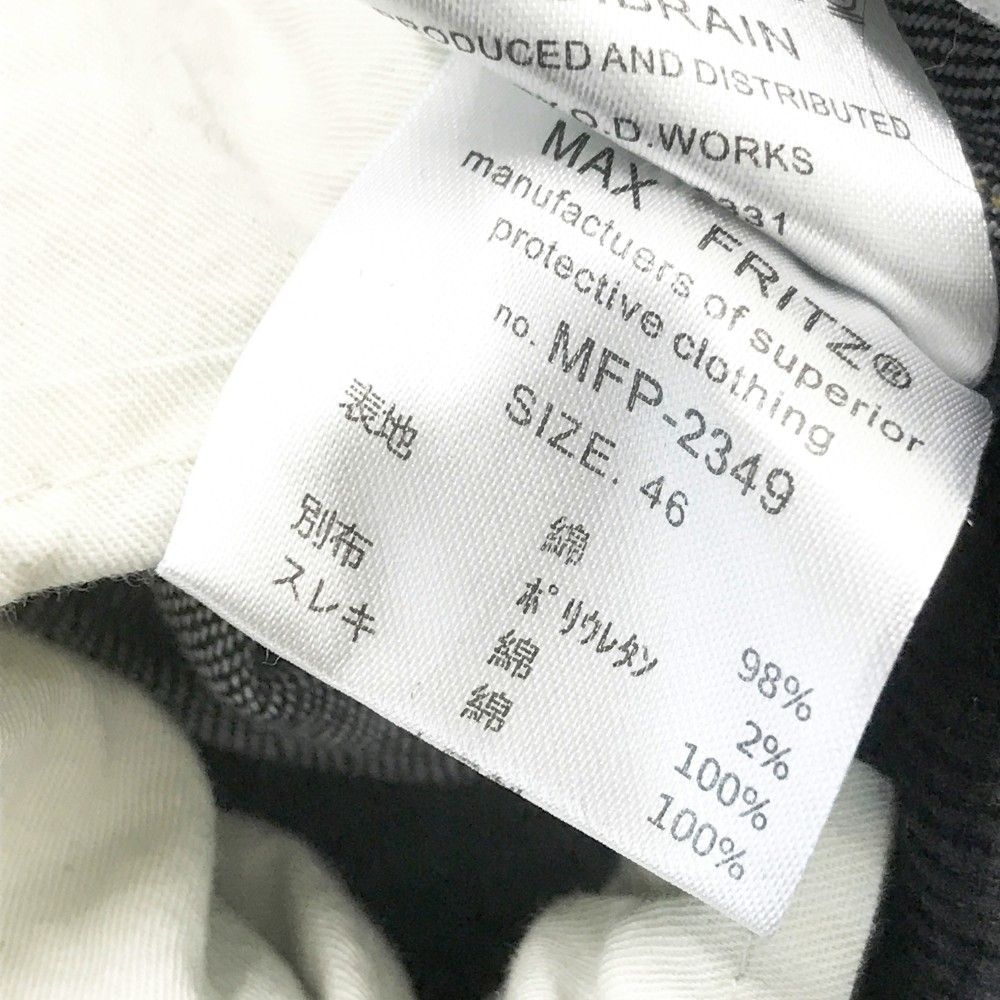 PRODUCED AND DISTRIBUTED
O.D.WORKS
MAX FRITZ®
manufactuers of superior
protective clothing
no. MFP-2349
SIZE. 46
表地 綿 98%
ポリウレタン 2%
別布 綿 100%
スレキ 綿 100%